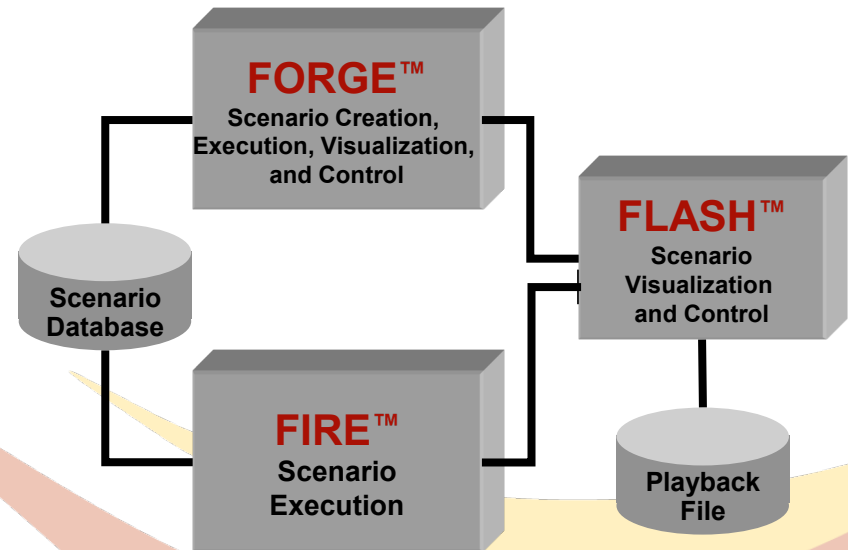 FORGE™
Scenario Creation,
Execution, Visualization,
and Control
FLASH™
Scenario
Visualization
and Control
Scenario
Database
FIRE™
Scenario
Execution
Playback
File